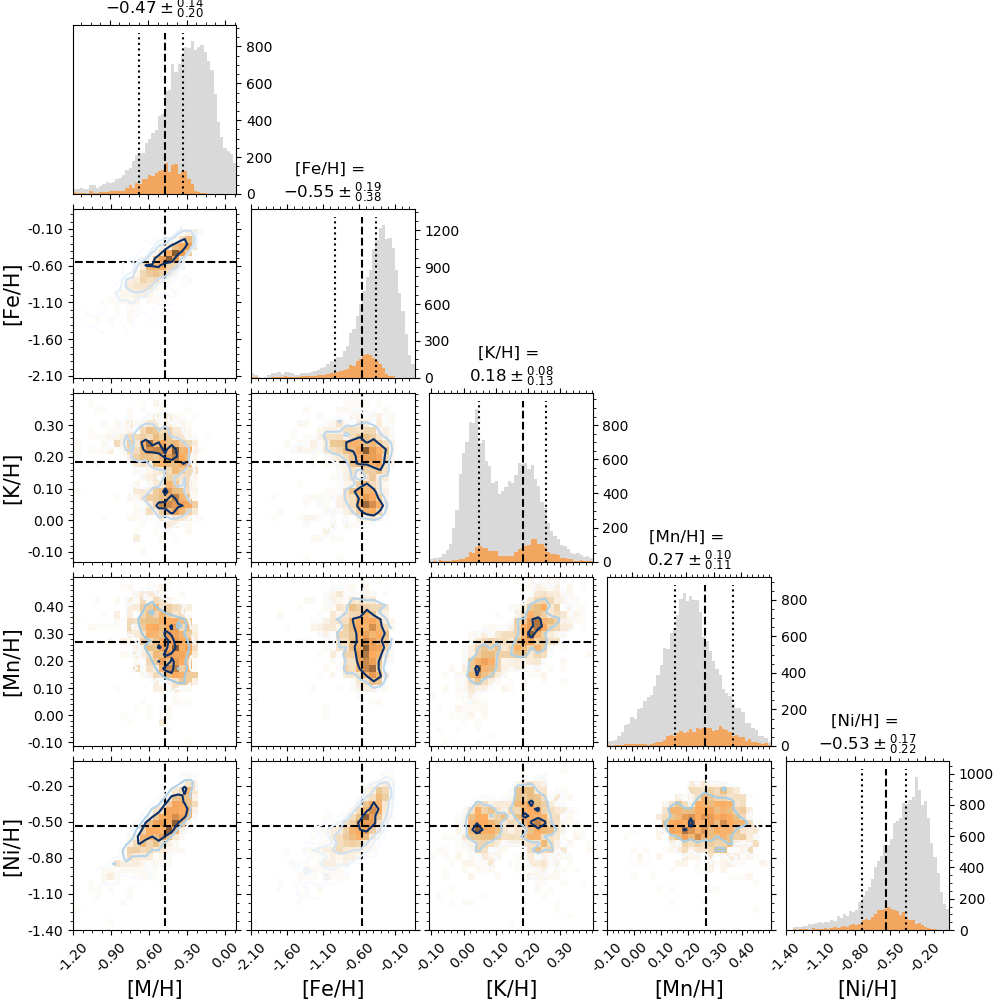 −0.47 ± 0.14 0.20
800
600
400
200
0
[Fe/H] =
−0.55 ± 0.19 0.38
-0.10
-0.60
-1.10
-1.60
-2.10
[Fe/H]
1200
900
600
300
0
[K/H] =
0.18 ± 0.08 0.13
0.30
0.20
0.10
0.00
-0.10
[K/H]
800
600
400
200
0
[Mn/H] =
0.27 ± 0.10 0.11
0.40
0.30
0.20
0.10
0.00
-0.10
[Mn/H]
800
600
400
200
0
[Ni/H] =
−0.53 ± 0.17 0.22
-0.20
-0.50
-0.80
-1.10
-1.40
[Ni/H]
1000
800
600
400
200
0
-1.20 -0.90 -0.60 -0.30 0.00
-2.10 -1.60 -1.10 -0.60 -0.10
-0.10 0.00 0.10 0.20 0.30
-0.10 0.00 0.10 0.20 0.30 0.40
-1.40 -1.10 -0.80 -0.50 -0.20
[M/H] [Fe/H] [K/H] [Mn/H] [Ni/H]